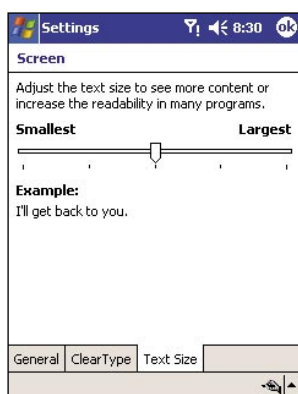 Settings 8:30 ok
Screen
Adjust the text size to see more content or
increase the readability in many programs.
Smallest Largest
Example:
I'll get back to you.
General ClearType Text Size